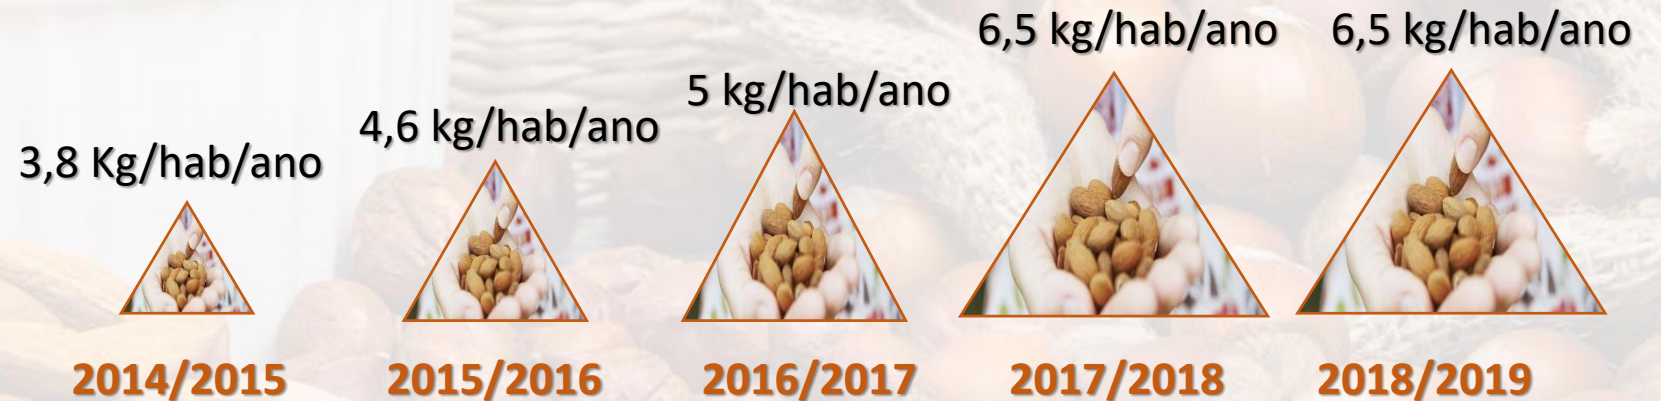 3,8 Kg/hab/ano
4,6 kg/hab/ano
5 kg/hab/ano
6,5 kg/hab/ano
6,5 kg/hab/ano
2014/2015
2015/2016
2016/2017
2017/2018
2018/2019